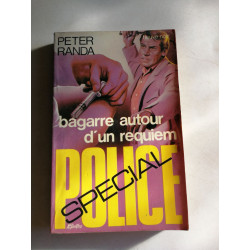 PETER
RANDA
bagarre autour
d'un requiem
POLICE
SPECIAL